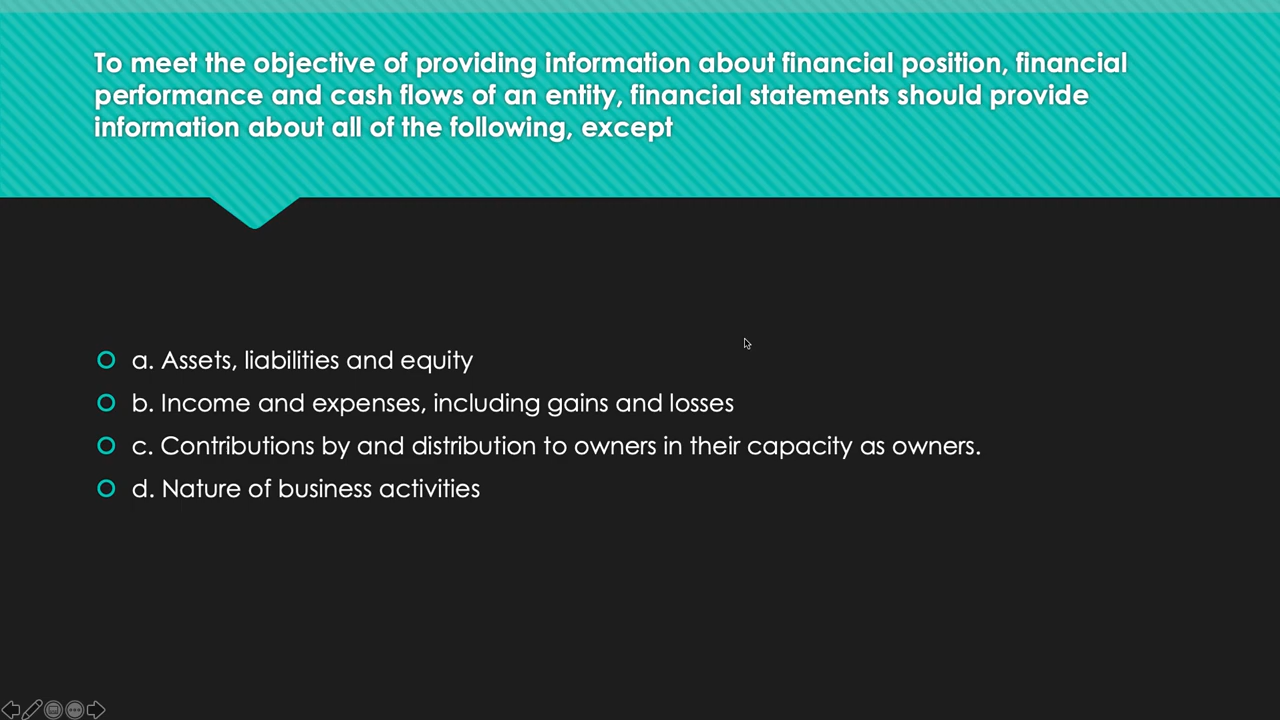 To meet the objective of providing information about financial position, financial
performance and cash flows of an entity, financial statements should provide
information about all of the following, except
a. Assets, liabilities and equity
b. Income and expenses, including gains and losses
c. Contributions by and distribution to owners in their capacity as owners.
d. Nature of business activities